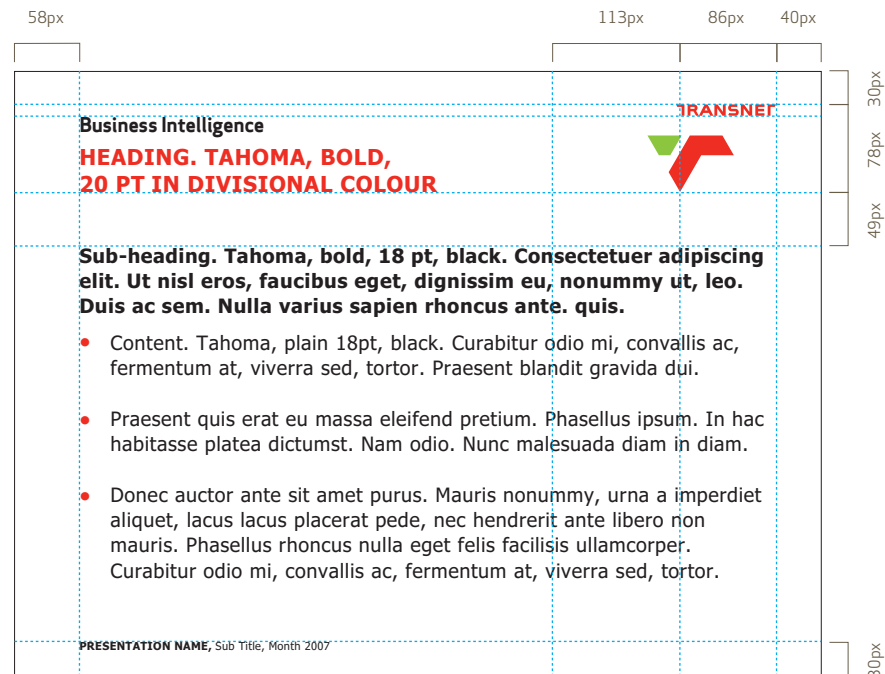 58px
113px
86px
40px
30px
TRANSNET
Business Intelligence
HEADING. TAHOMA, BOLD,
20 PT IN DIVISIONAL COLOUR
78px
49px
Sub-heading. Tahoma, bold, 18 pt, black. Consectetuer adipiscing
elit. Ut nisl eros, faucibus eget, dignissim eu, nonummy ut, leo.
Duis ac sem. Nulla varius sapien rhoncus ante. quis.
• Content. Tahoma, plain 18pt, black. Curabitur odio mi, convallis ac,
fermentum at, viverra sed, tortor. Praesent blandit gravida dui.
• Praesent quis erat eu massa eleifend pretium. Phasellus ipsum. In hac
habitasse platea dictumst. Nam odio. Nunc malesuada diam in diam.
• Donec auctor ante sit amet purus. Mauris nonummy, urna a imperdiet
aliquet, lacus lacus placerat pede, nec hendrerit ante libero non
mauris. Phasellus rhoncus nulla eget felis facilisis ullamcorper.
Curabitur odio mi, convallis ac, fermentum at, viverra sed, tortor.
PRESENTATION NAME, Sub Title, Month 2007
30px